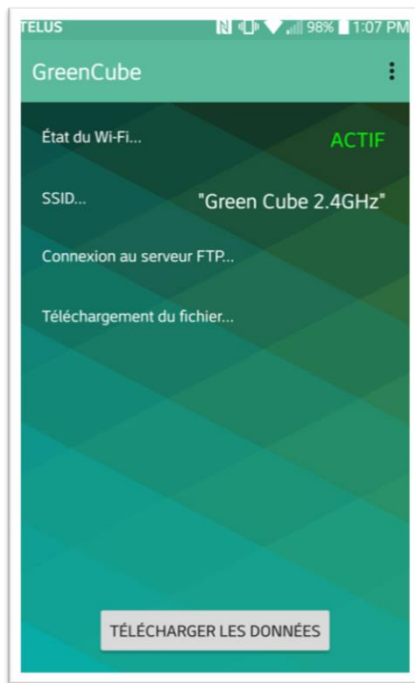 TELUS 98% 1:07 PM
GreenCube
État du Wi-Fi... ACTIF
SSID... "Green Cube 2.4GHz"
Connexion au serveur FTP...
Téléchargement du fichier...
TÉLÉCHARGER LES DONNÉES